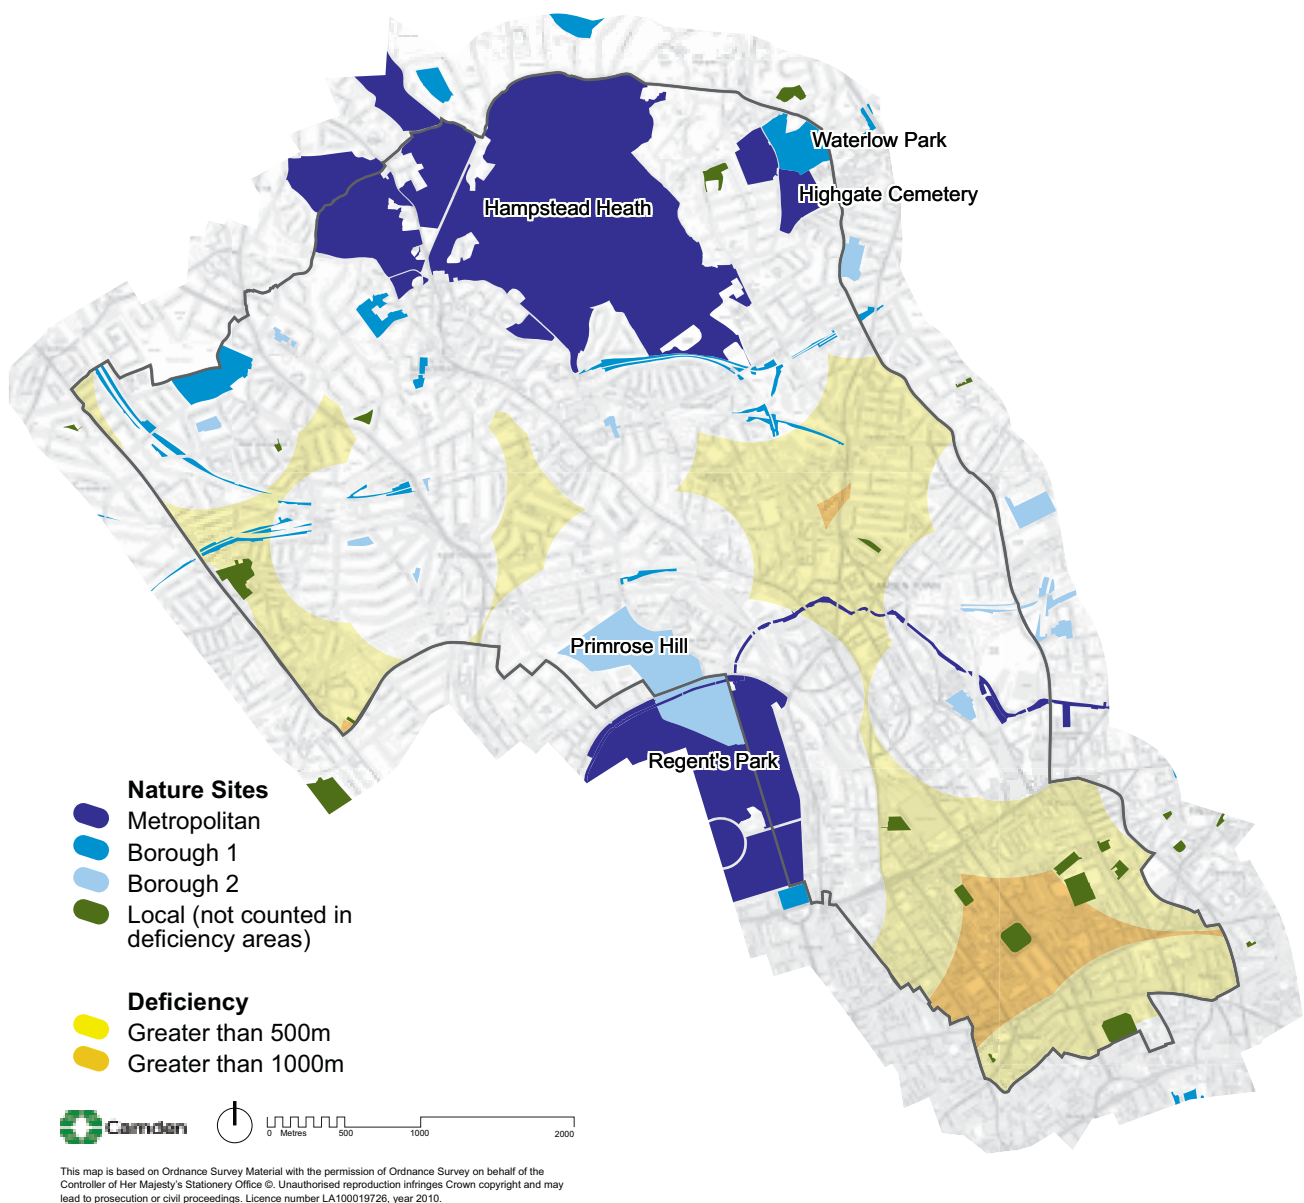 Waterlow Park
Highgate Cemetery
Hampstead Heath
Primrose Hill
Regent's Park
Nature Sites
Metropolitan
Borough 1
Borough 2
Local (not counted in
deficiency areas)
Deficiency
Greater than 500m
Greater than 1000m
Camden
0 Metres 500 1000 2000
This map is based on Ordnance Survey Material with the permission of Ordnance Survey on behalf of the
Controller of Her Majesty's Stationery Office ©. Unauthorised reproduction infringes Crown copyright and may
lead to prosecution or civil proceedings. Licence number LA100019726, year 2010.